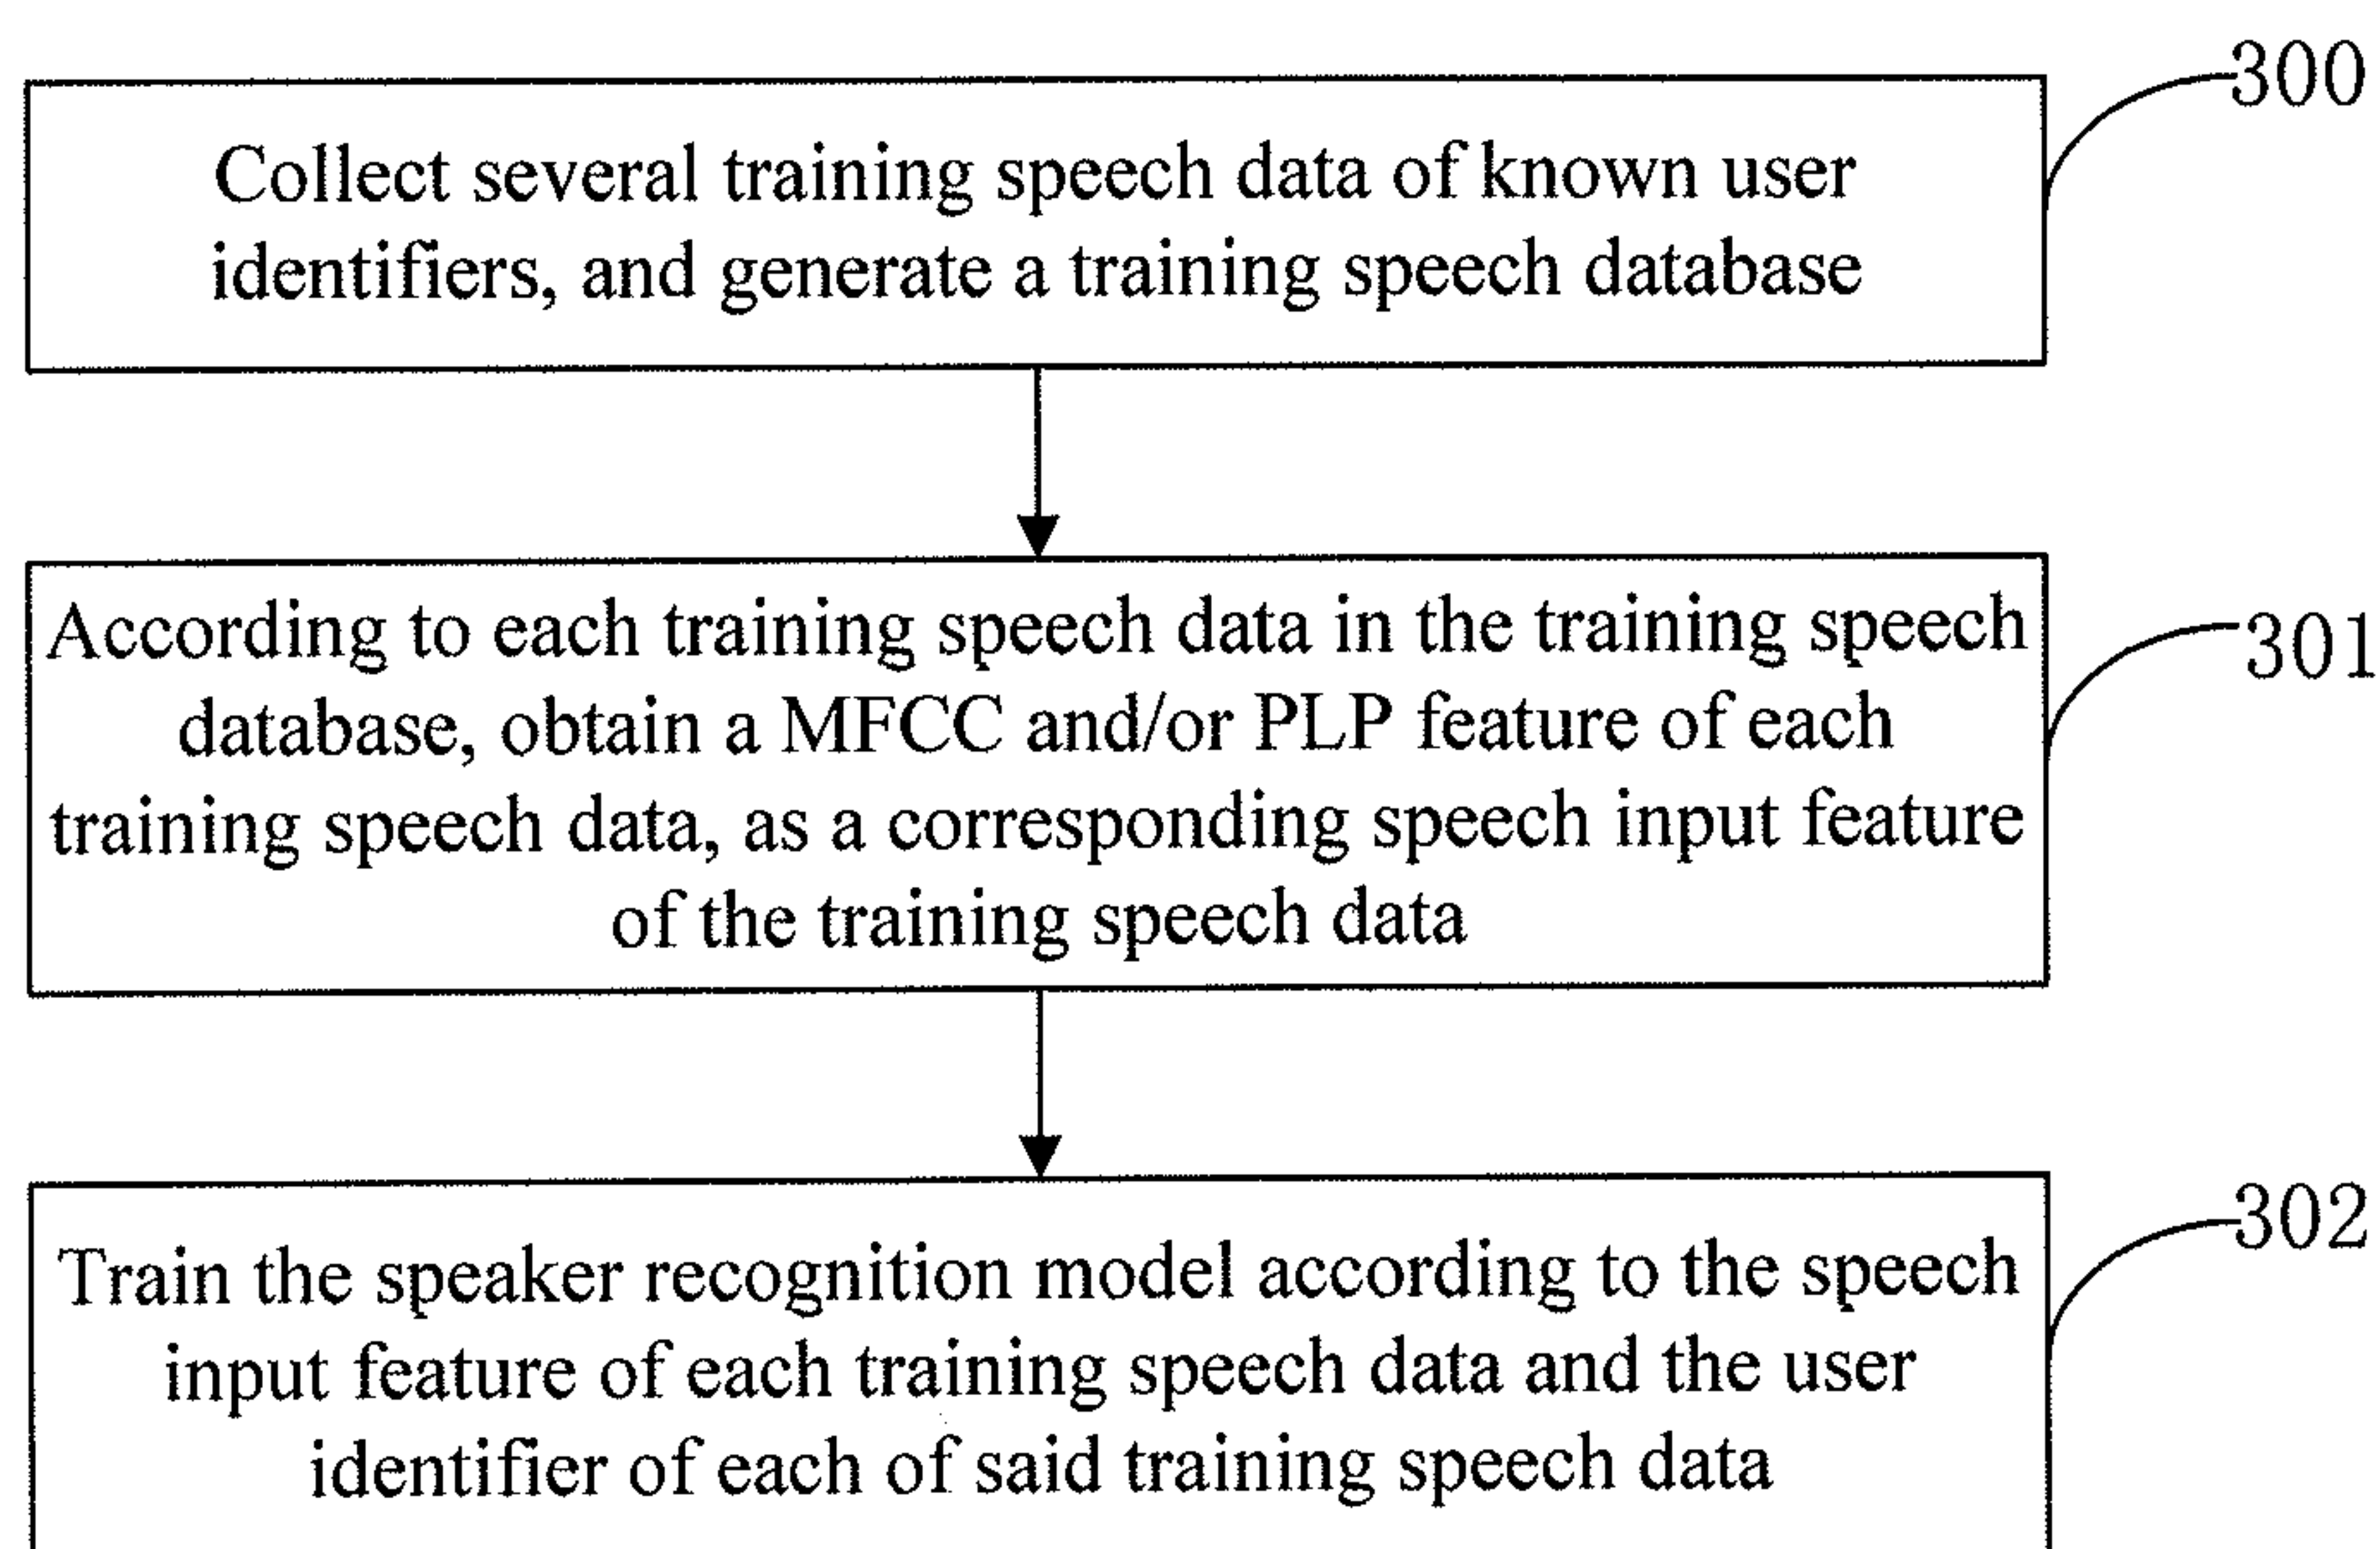 300
Collect several training speech data of known user
identifiers, and generate a training speech database
According to each training speech data in the training speech
database, obtain a MFCC and/or PLP feature of each
training speech data, as a corresponding speech input feature
of the training speech data
301
Train the speaker recognition model according to the speech
input feature of each training speech data and the user
identifier of each of said training speech data
302